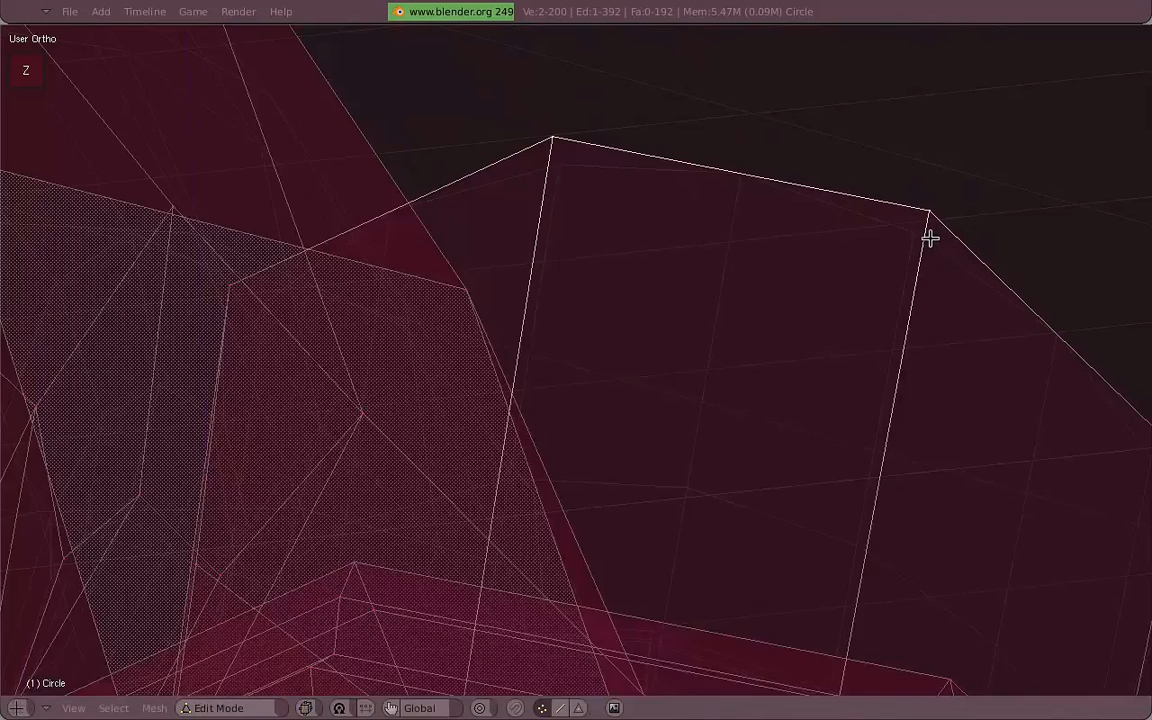 File Add Timeline Game Render Help www.blender.org 249 Ve:2-200 | Ed:1-392 | Fa:0-192 | Mem:5.47M (0.09M) Circle
User Ortho
Z
(1) Circle
View Select Mesh Edit Mode Global